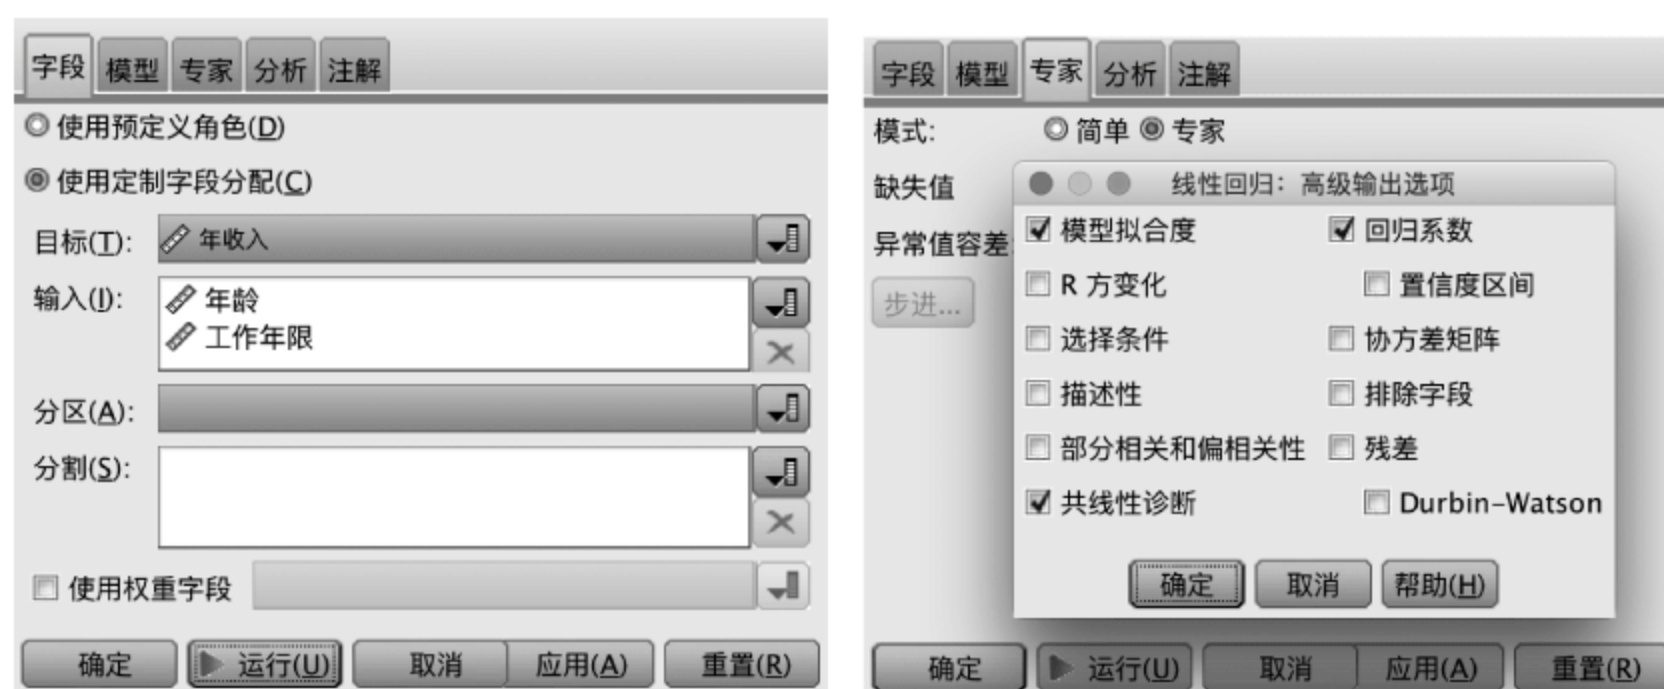 字段 模型 专家 分析 注解
使用预定义角色(D)
使用定制字段分配(C)
目标(T): 年收入
输入(I): 年龄
工作年限
分区(A):
分割(S):
使用权重字段
确定 运行(U) 取消 应用(A) 重置(R)
字段 模型 专家 分析 注解
模式: 简单 专家
缺失值
异常值容差:
步进...
线性回归: 高级输出选项
模型拟合度 回归系数
R 方变化 置信度区间
选择条件 协方差矩阵
描述性 排除字段
部分相关和偏相关性 残差
共线性诊断 Durbin-Watson
确定 取消 帮助(H)
确定 运行(U) 取消 应用(A) 重置(R)